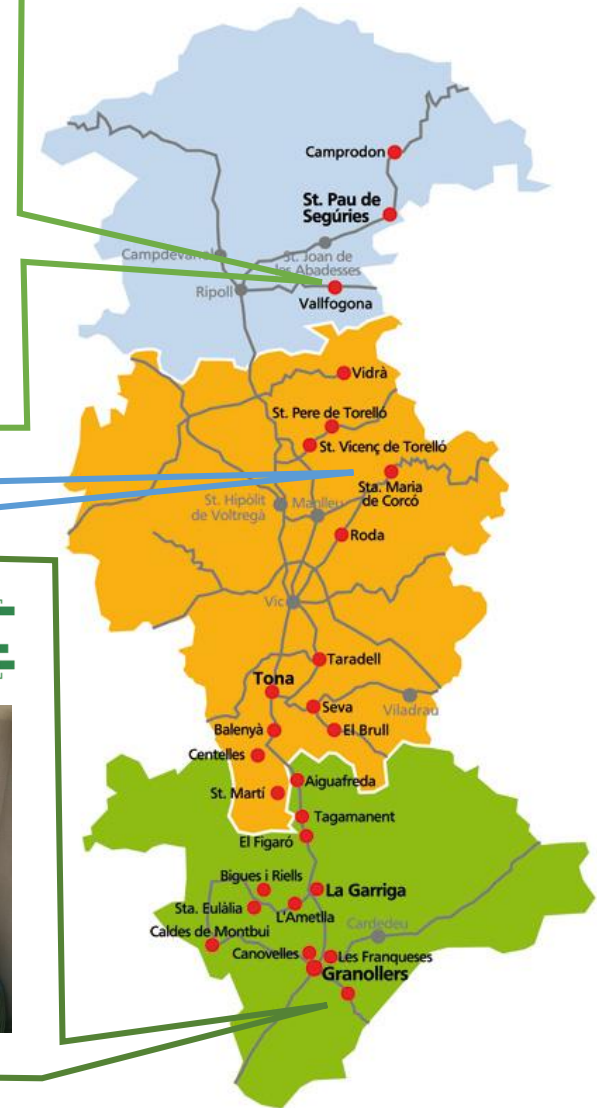 Camprodon
St. Pau de
Segúries
Campdevànol
St. Joan de
les Abadesses
Ripoll
Vallfogona
Vidrà
St. Pere de Torelló
St. Vicenç de Torelló
Sta. Maria
de Corcó
St. Hipòlit
de Voltregà
Manlleu
Roda
Vic
Taradell
Tona
Seva
Viladrau
Balenyà
El Brull
Centelles
Aiguafreda
St. Martí
Tagamanent
El Figaró
Bigues i Riells
La Garriga
Sta. Eulàlia
L'Ametlla
Cardedeu
Caldes de Montbui
Canovelles
Les Franqueses
Granollers